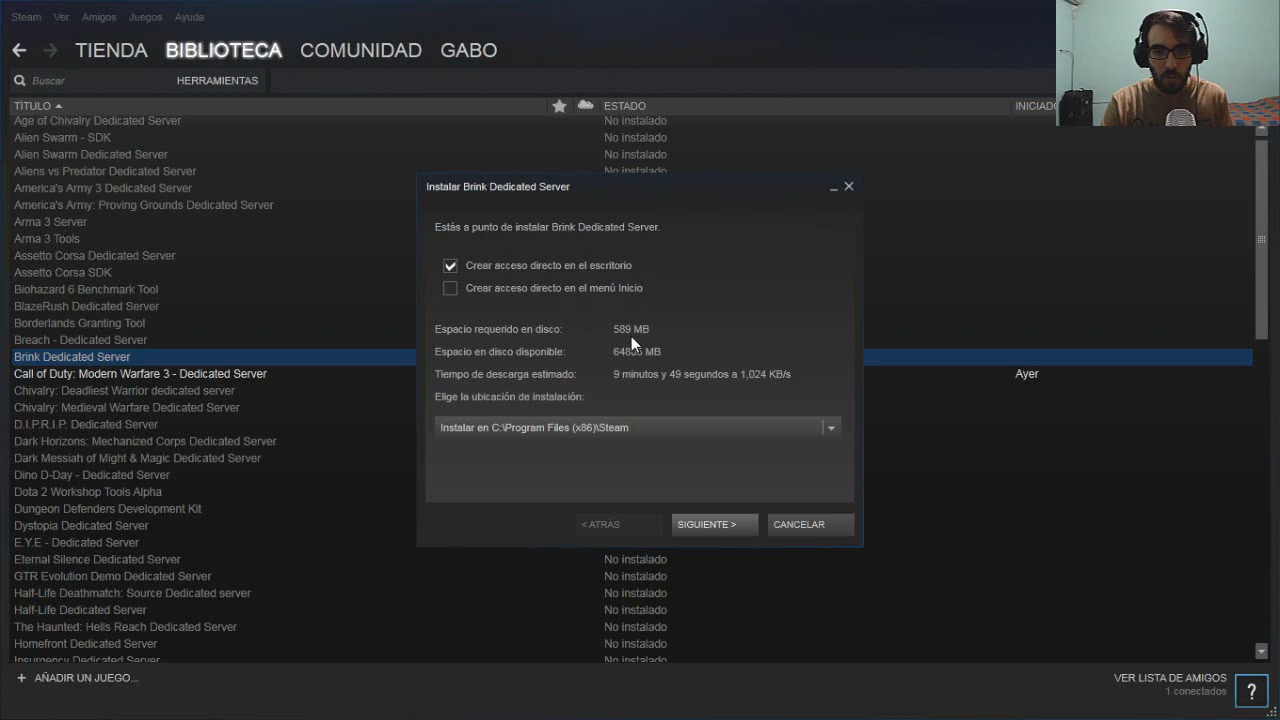 Steam Ver Amigos Juegos Ayuda
TIENDA BIBLIOTECA COMUNIDAD GABO
Buscar HERRAMIENTAS
TÍTULO ESTADO INICIADO
Age of Chivalry Dedicated Server No instalado
Alien Swarm - SDK No instalado
Alien Swarm Dedicated Server No instalado
Aliens vs Predator Dedicated Server No instalado
America's Army 3 Dedicated Server
America's Army: Proving Grounds Dedicated Server
Arma 3 Server
Arma 3 Tools
Assetto Corsa Dedicated Server
Assetto Corsa SDK
Biohazard 6 Benchmark Tool
BlazeRush Dedicated Server
Borderlands Granting Tool
Breach - Dedicated Server
Brink Dedicated Server
Call of Duty: Modern Warfare 3 - Dedicated Server Ayer
Chivalry: Deadliest Warrior dedicated server
Chivalry: Medieval Warfare Dedicated Server
D.I.P.R.I.P. Dedicated Server
Dark Horizons: Mechanized Corps Dedicated Server
Dark Messiah of Might and Magic Dedicated Server
Dino D-Day - Dedicated Server
Dota 2 Workshop Tools Alpha
Dungeon Defenders Development Kit
Dystopia Dedicated Server
E.Y.E - Dedicated Server
Eternal Silence Dedicated Server No instalado
GTR Evolution Demo Dedicated Server No instalado
Half-Life Deathmatch: Source Dedicated server No instalado
Half-Life Dedicated Server No instalado
The Haunted: Hells Reach Dedicated Server No instalado
Homefront Dedicated Server No instalado
Insurgency Dedicated Server No instalado
Instalar Brink Dedicated Server
Estás a punto de instalar Brink Dedicated Server.
Crear acceso directo en el escritorio
Crear acceso directo en el menú Inicio
Espacio requerido en disco: 589 MB
Espacio en disco disponible: MB
Tiempo de descarga estimado: 9 minutos y 49 segundos a 1,024 KB/s
Elige la ubicación de instalación:
Instalar en C:\Program Files (x86)\Steam
< ATRÁS SIGUIENTE > CANCELAR
+ AÑADIR UN JUEGO...
VER LISTA DE AMIGOS
1 conectados
?